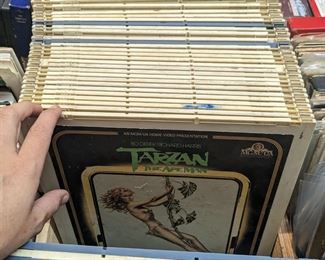 AN MGM/UA HOME VIDEO PRESENTATION
BO DEREK RICHARD HARRIS
TARZAN
THE APE MAN
MGM/UA